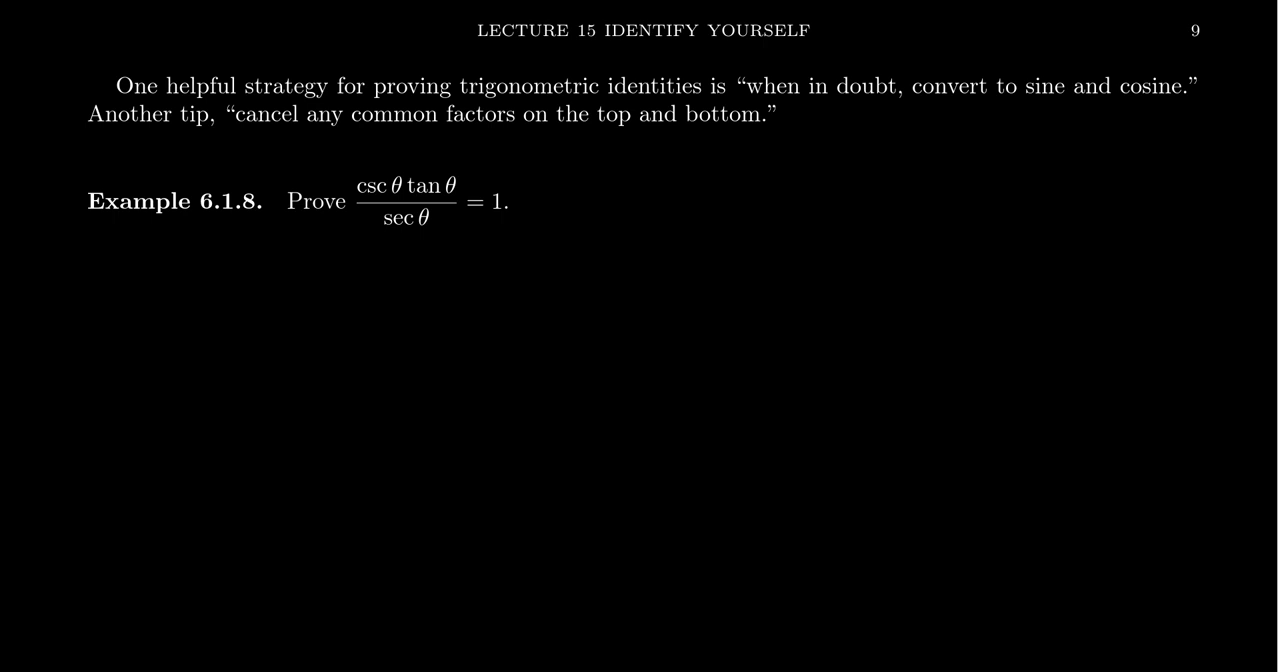 LECTURE 15 IDENTIFY YOURSELF 9
One helpful strategy for proving trigonometric identities is “when in doubt, convert to sine and cosine.”
Another tip, “cancel any common factors on the top and bottom.”
Example 6.1.8. Prove \frac{\csc θ \tan θ}{\sec θ} = 1.